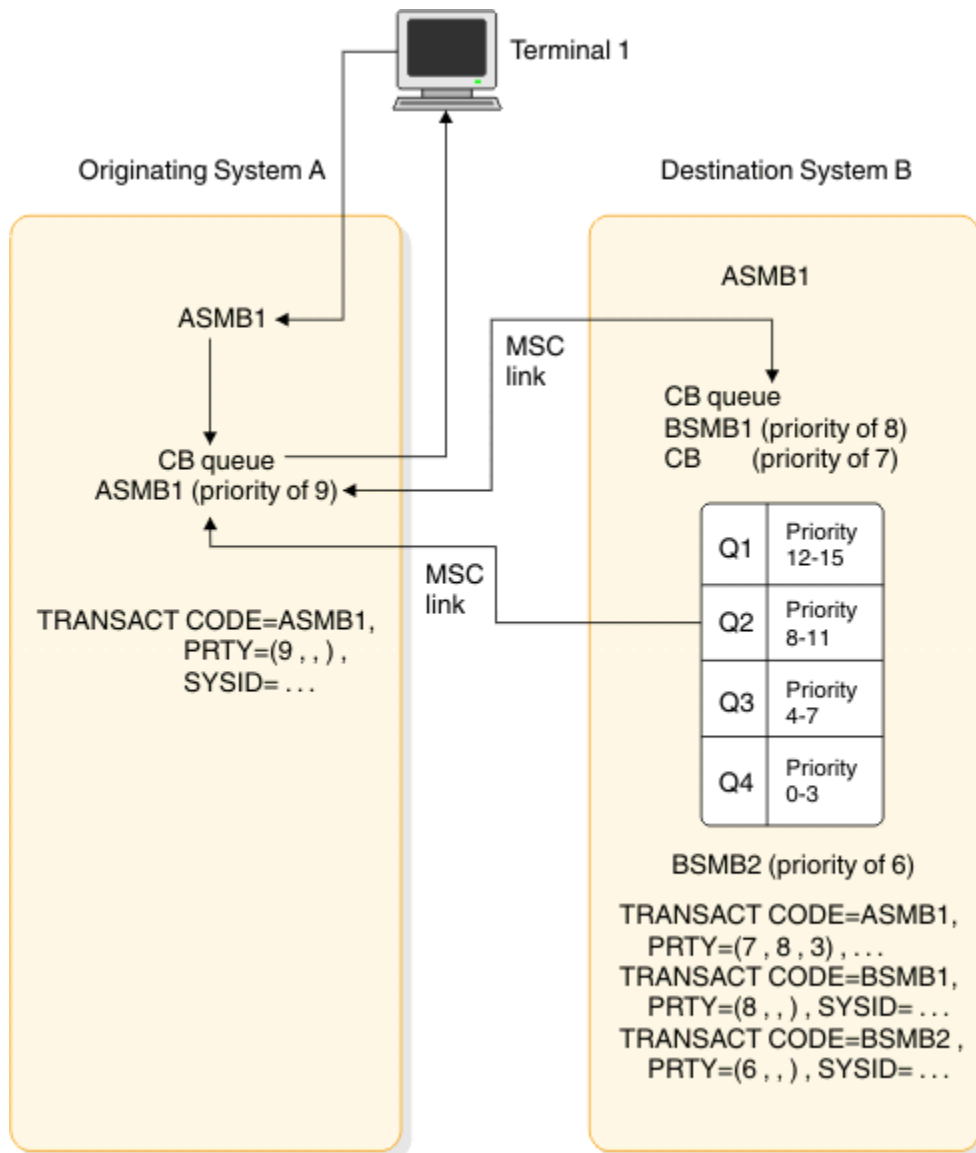 Terminal 1
Originating System A
Destination System B
ASMB1
CB queue
ASMB1 (priority of 9)
TRANSACT CODE=ASMB1,
PRTY=(9 , , ) ,
SYSID= . . .
MSC
link
MSC
link
ASMB1
CB queue
BSMB1 (priority of 8)
CB (priority of 7)
Q1 Priority
12-15
Q2 Priority
8-11
Q3 Priority
4-7
Q4 Priority
0-3
BSMB2 (priority of 6)
TRANSACT CODE=ASMB1,
PRTY=(7 , 8 , 3) , . . .
TRANSACT CODE=BSMB1,
PRTY=(8 , , ) , SYSID= . . .
TRANSACT CODE=BSMB2 ,
PRTY=(6 , , ) , SYSID= . . .